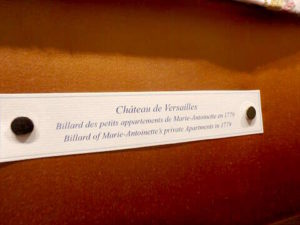 Château de Versailles
Billard des petits appartements de Marie-Antoinette en 1779
Billard of Marie-Antoinette's private Apartments in 1779